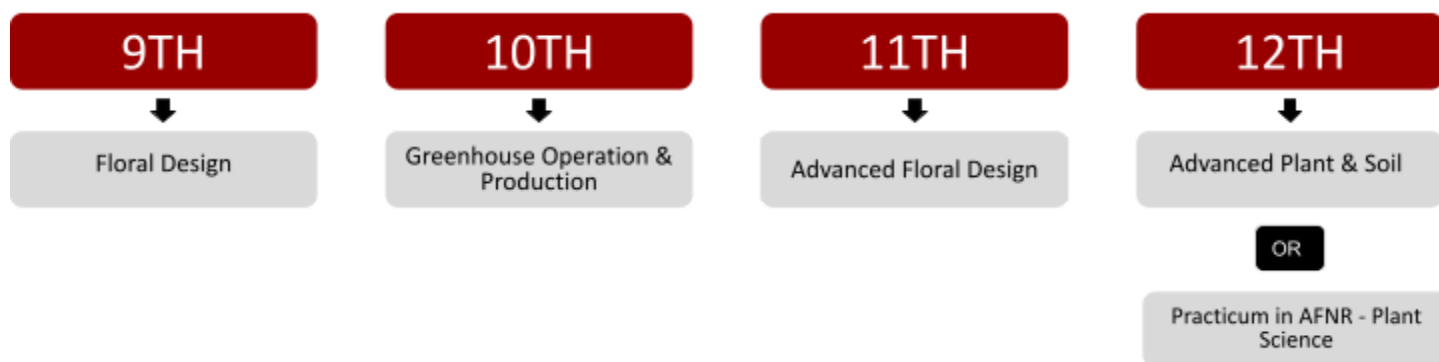 9TH
Floral Design
10TH
Greenhouse Operation &
Production
11TH
Advanced Floral Design
12TH
Advanced Plant & Soil
OR
Practicum in AFNR - Plant
Science